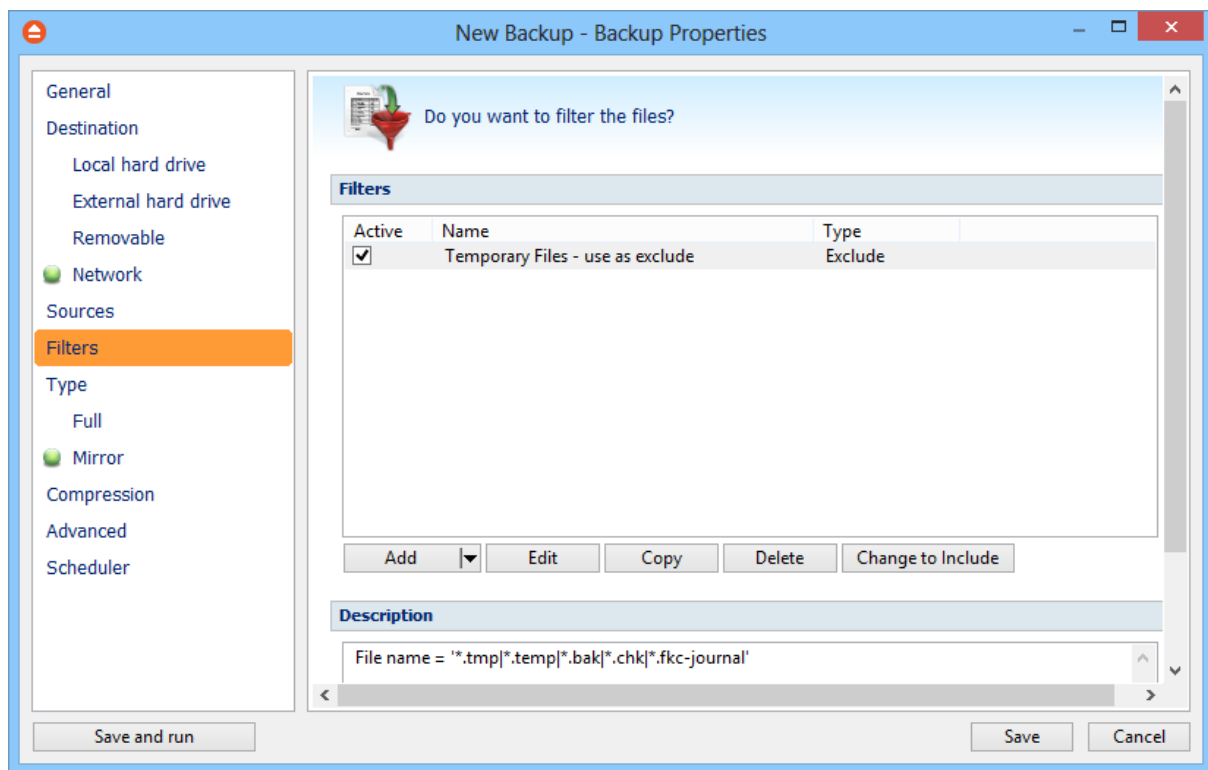 New Backup - Backup Properties
General
Destination
Local hard drive
External hard drive
Removable
Network
Sources
Filters
Type
Full
Mirror
Compression
Advanced
Scheduler
Do you want to filter the files?
Filters
Active Name Type
Temporary Files - use as exclude Exclude
Add Edit Copy Delete Change to Include
Description
File name = '*.tmp|*.temp|*.bak|*.chk|*.fkc-journal'
Save and run Save Cancel